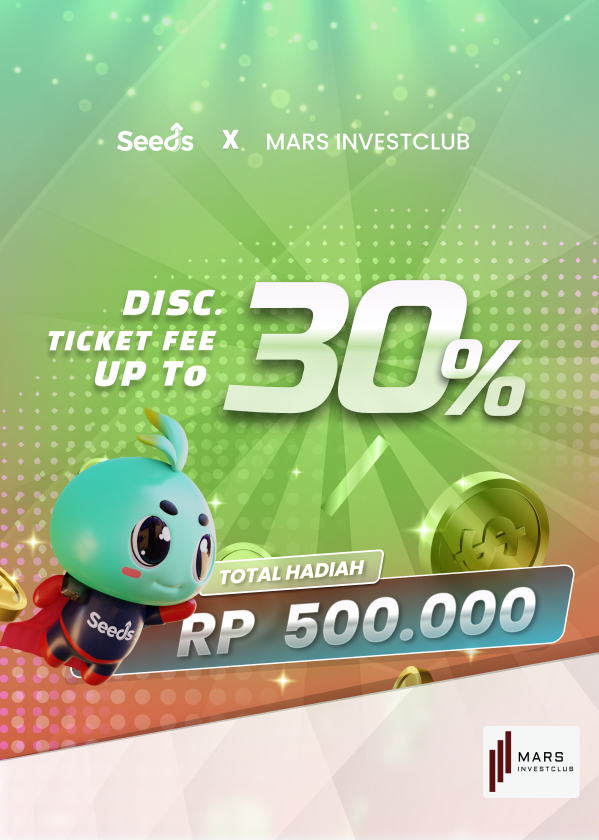 Seeds X MARS INVESTCLUB
DISC.
TICKET FEE
UP To
30%
TOTAL HADIAH
RP 500.000
Seeds
MARS
INVESTCLUB